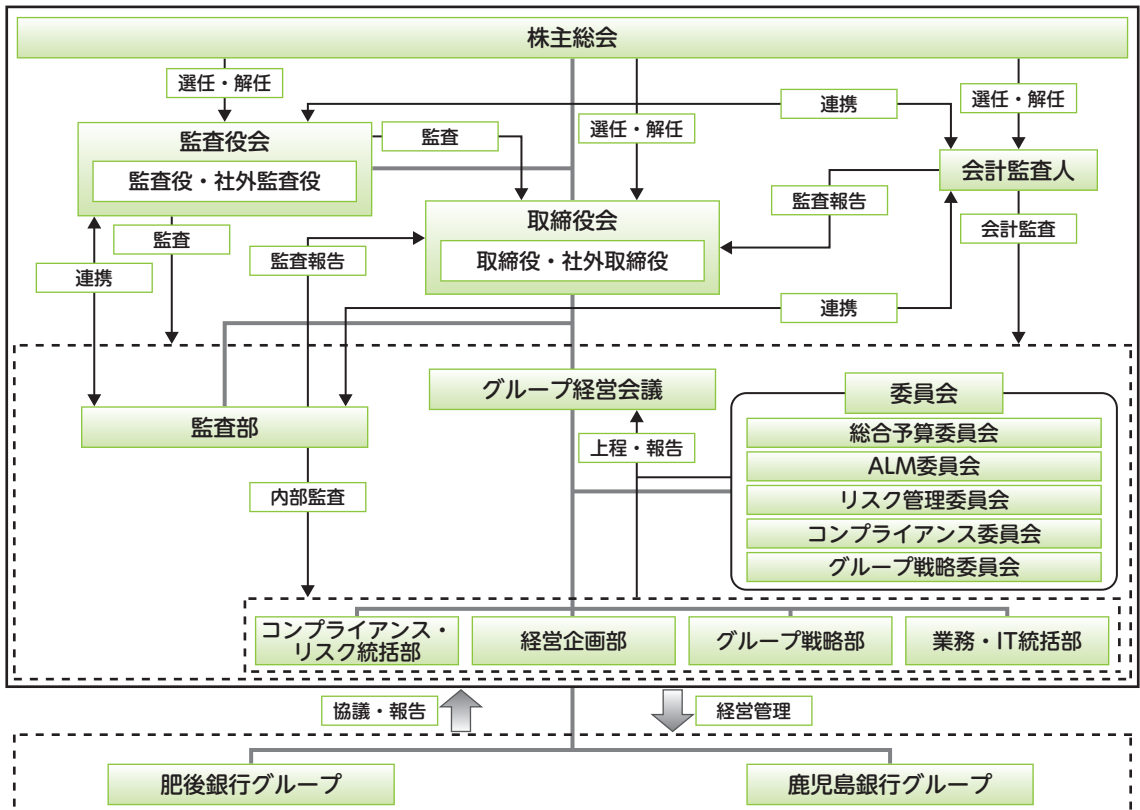 株主総会
選任・解任
連携
選任・解任
監査役会
監査
選任・解任
監査役・社外監査役
会計監査人
監査報告
取締役会
会計監査
監査
監査報告
取締役・社外取締役
連携
連携
グループ経営会議
委員会
監査部
総合予算委員会
上程・報告
ALM委員会
内部監査
リスク管理委員会
コンプライアンス委員会
グループ戦略委員会
コンプライアンス・
リスク統括部
経営企画部
グループ戦略部
業務・IT統括部
協議・報告
経営管理
肥後銀行グループ
鹿児島銀行グループ